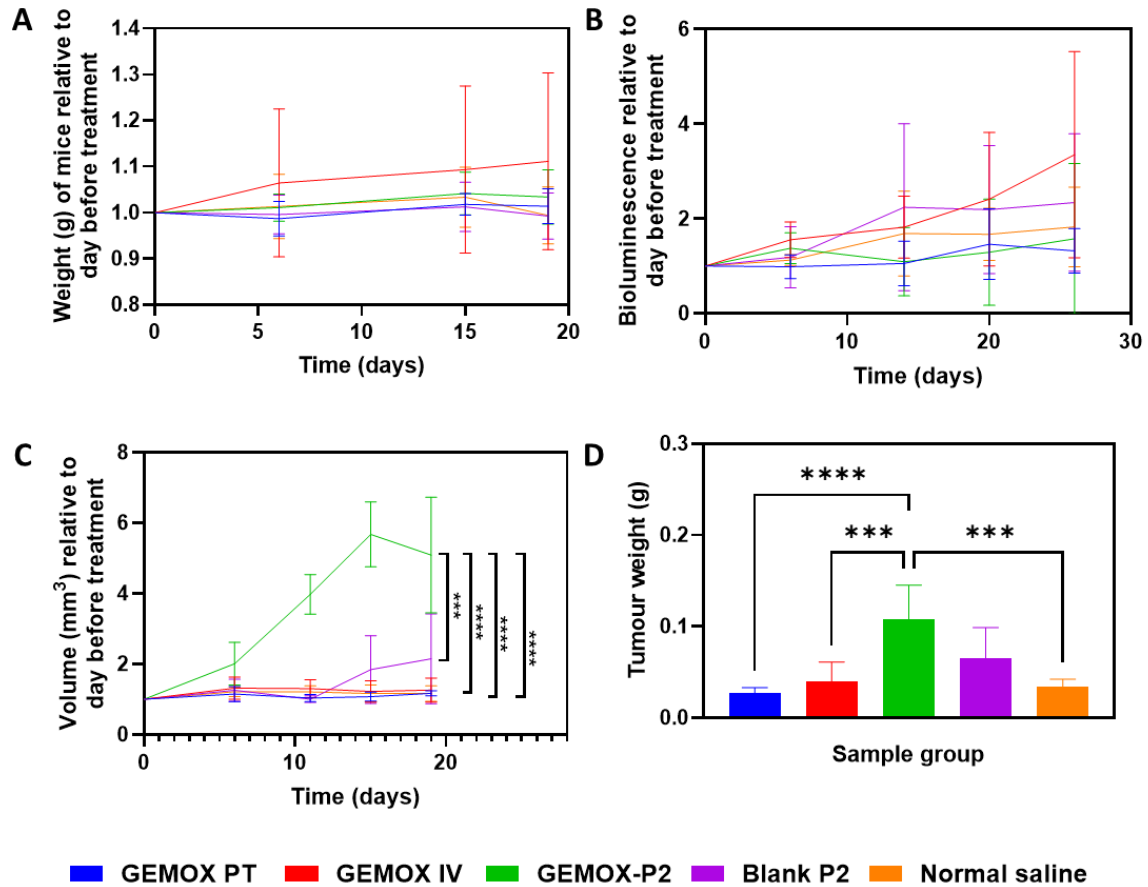 A
Weight (g) of mice relative to
day before treatment
1.4
1.3
1.2
1.1
1.0
0.9
0.8
0
5
10
15
20
Time (days)
B
Bioluminescence relative to
day before treatment
6
4
2
0
0
10
20
30
Time (days)
C
Volume (mm³) relative to
day before treatment
8
6
4
2
0
0
10
20
***
****
****
****
Time (days)
D
Tumour weight (g)
0.3
0.2
0.1
0.0
****
***
***
Sample group
GEMOX PT
GEMOX IV
GEMOX-P2
Blank P2
Normal saline